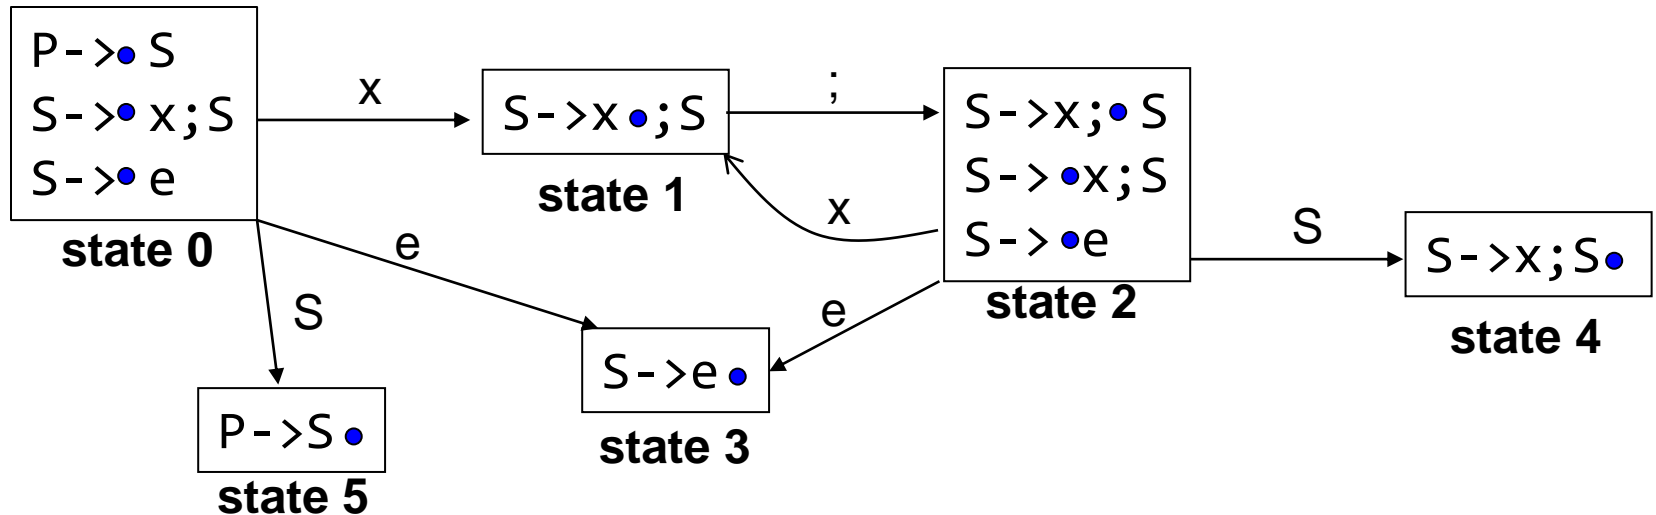 P->• S
S->• x;S
S->• e
state 0
x
S->x •;S
state 1
;
S->x;• S
S-> •x;S
S-> •e
state 2
x
S
S->x;S•
state 4
e
e
S
S->e •
state 3
P->S •
state 5